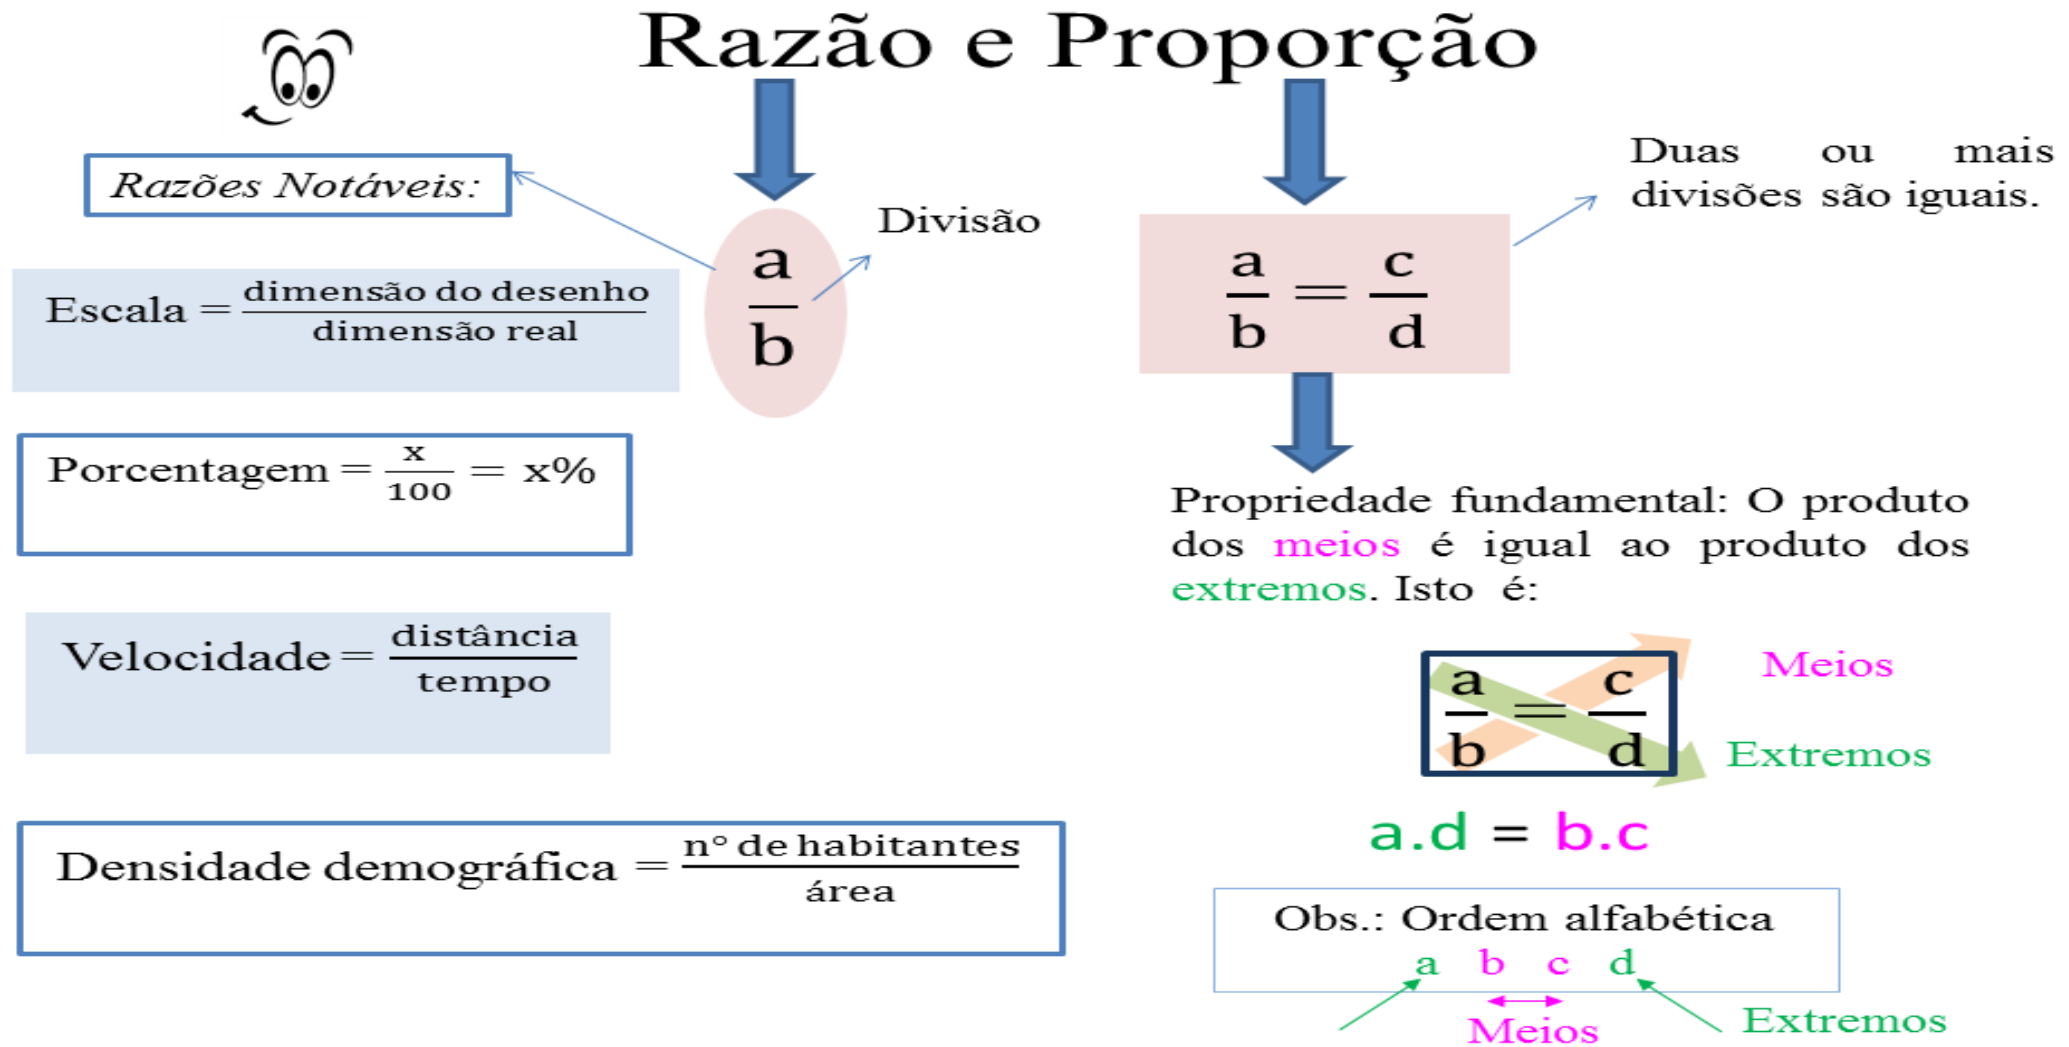 Razão e Proporção
Razões Notáveis:
Escala = dimensão do desenho / dimensão real
Porcentagem = x / 100 = x%
Velocidade = distância / tempo
Densidade demográfica = n° de habitantes / área
a
b
Divisão
a / b = c / d
Duas ou mais
divisões são iguais.
Propriedade fundamental: O produto
dos meios é igual ao produto dos
extremos. Isto é:
a / b = c / d
Meios
Extremos
a.d = b.c
Obs.: Ordem alfabética
a b c d
Meios
Extremos